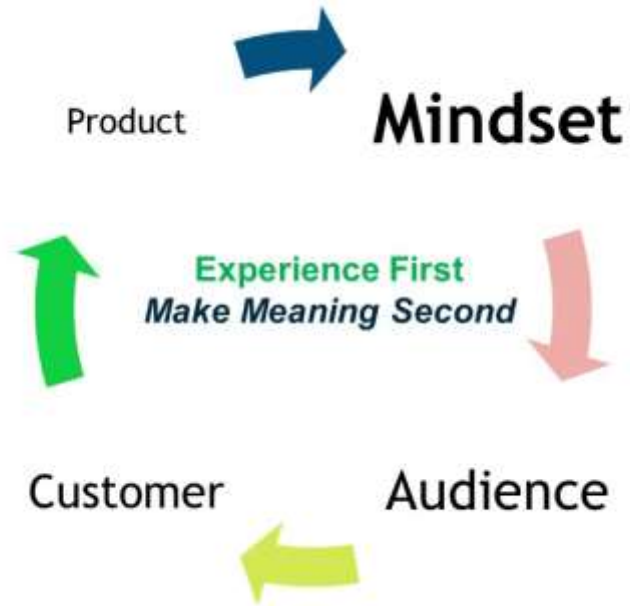 Product
Mindset
Experience First
Make Meaning Second
Customer
Audience